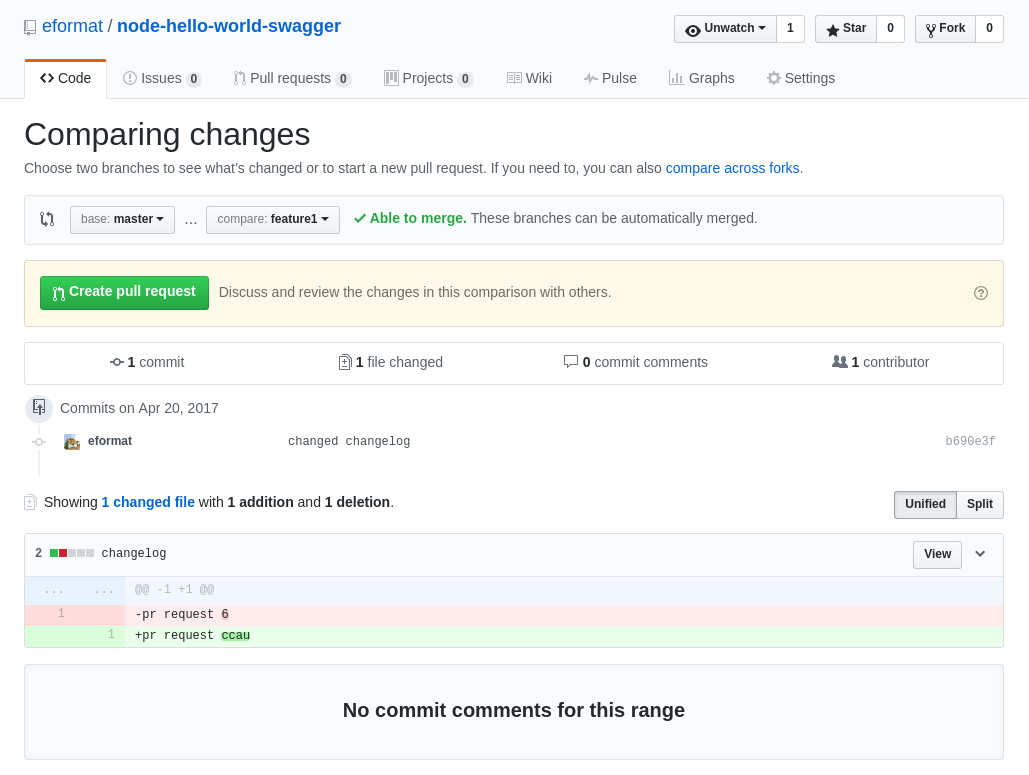 eformat / node-hello-world-swagger
Unwatch 1 Star 0 Fork 0
Code Issues 0 Pull requests 0 Projects 0 Wiki Pulse Graphs Settings
Comparing changes
Choose two branches to see what's changed or to start a new pull request. If you need to, you can also compare across forks.
base: master ... compare: feature1 Able to merge. These branches can be automatically merged.
Create pull request Discuss and review the changes in this comparison with others.
1 commit 1 file changed 0 commit comments 1 contributor
Commits on Apr 20, 2017
eformat changed changelog b690e3f
Showing 1 changed file with 1 addition and 1 deletion. Unified Split
2 changelog View
... ... @@ -1 +1 @@
1 -pr request 6
1 +pr request ccau
No commit comments for this range